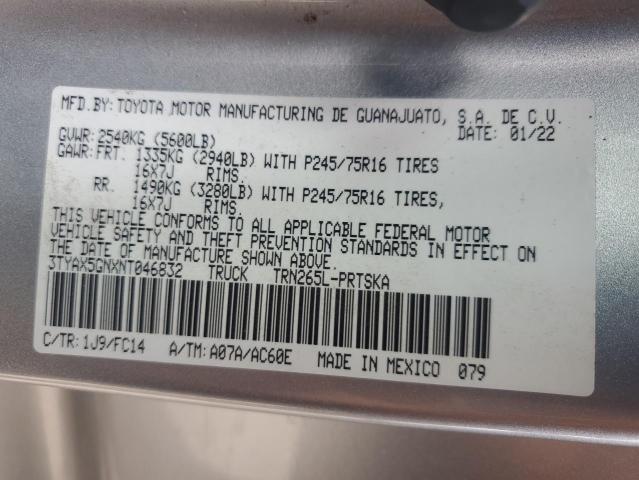 MFD.BY: TOYOTA MOTOR MANUFACTURING DE GUANAJUATO, S.A. DE C.V.
DATE: 01/22
GVWR: 2540KG (5600LB)
GAWR: FRT. 1335KG (2940LB) WITH P245/75R16 TIRES
16X7J RIMS.
RR. 1490KG (3280LB) WITH P245/75R16 TIRES,
16X7J RIMS.
THIS VEHICLE CONFORMS TO ALL APPLICABLE FEDERAL MOTOR
VEHICLE SAFETY AND THEFT PREVENTION STANDARDS IN EFFECT ON
THE DATE OF MANUFACTURE SHOWN ABOVE.
3TYAX5GNXNT046832 TRUCK TRN265L-PRTSKA
C/TR: 1J9/FC14 A/TM: A07A/AC60E MADE IN MEXICO 079